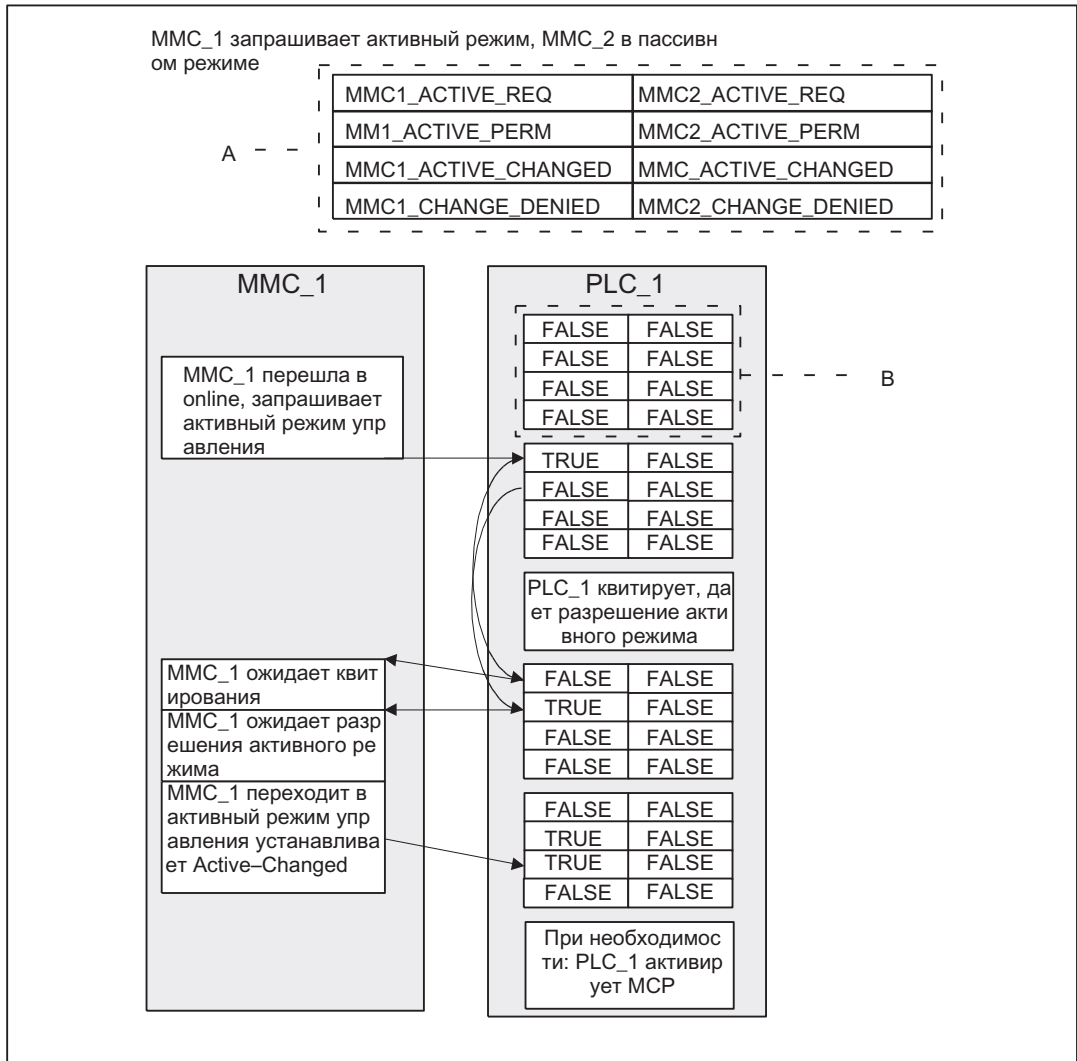 MMC_1 запрашивает активный режим, MMC_2 в пассивн
ом режиме
MMC1_ACTIVE_REQ MMC2_ACTIVE_REQ
MM1_ACTIVE_PERM MMC2_ACTIVE_PERM
A
MMC1_ACTIVE_CHANGED MMC_ACTIVE_CHANGED
MMC1_CHANGE_DENIED MMC2_CHANGE_DENIED
MMC_1
PLC_1
FALSE FALSE
FALSE FALSE
FALSE FALSE
FALSE FALSE
B
MMC_1 перешла в
online, запрашивает
активный режим упр
авления
TRUE FALSE
FALSE FALSE
FALSE FALSE
FALSE FALSE
PLC_1 квитирует, да
ет разрешение акти
вного режима
MMC_1 ожидает квит
ирования
MMC_1 ожидает разр
ешения активного ре
жима
FALSE FALSE
TRUE FALSE
FALSE FALSE
FALSE FALSE
MMC_1 переходит в
активный режим упр
авления устанавлива
ет Active–Changed
FALSE FALSE
TRUE FALSE
TRUE FALSE
FALSE FALSE
При необходимос
ти: PLC_1 активир
ует MCP